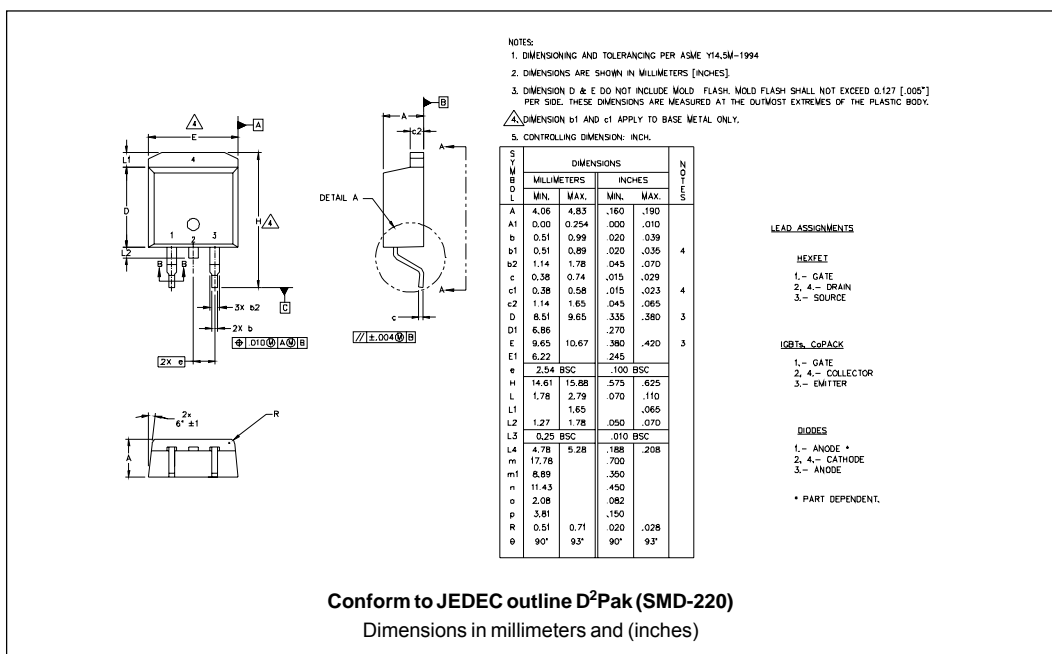 NOTES:
1. DIMENSIONING AND TOLERANCING PER ASME Y14.5M-1994
2. DIMENSIONS ARE SHOWN IN MILLIMETERS [INCHES].
3. DIMENSION D & E DO NOT INCLUDE MOLD FLASH. MOLD FLASH SHALL NOT EXCEED 0.127 [.005"]
PER SIDE. THESE DIMENSIONS ARE MEASURED AT THE OUTMOST EXTREMES OF THE PLASTIC BODY.
4. DIMENSION b1 AND c1 APPLY TO BASE METAL ONLY.
5. CONTROLLING DIMENSION: INCH.
4
E
A
L1
4
D
H
4
1
2
3
L2
B
B
3X b2
C
2X b
⌖ .010 Ⓜ A Ⓜ B
2X e
A
B
c2
A
DETAIL A
A
c
// ±.004 Ⓜ B
2x
6° ±1
R
A
SYMBOL DIMENSIONS NOTES
MILLIMETERS INCHES
MIN. MAX. MIN. MAX.
A 4.06 4.83 .160 .190
A1 0.00 0.254 .000 .010
b 0.51 0.99 .020 .039
b1 0.51 0.89 .020 .035 4
b2 1.14 1.78 .045 .070
c 0.38 0.74 .015 .029
c1 0.38 0.58 .015 .023 4
c2 1.14 1.65 .045 .065
D 8.51 9.65 .335 .380 3
D1 6.86 .270
E 9.65 10.67 .380 .420 3
E1 6.22 .245
e 2.54 BSC .100 BSC
H 14.61 15.88 .575 .625
L 1.78 2.79 .070 .110
L1 1.65 .065
L2 1.27 1.78 .050 .070
L3 0.25 BSC .010 BSC
L4 4.78 5.28 .188 .208
m 17.78 .700
m1 8.89 .350
n 11.43 .450
o 2.08 .082
p 3.81 .150
R 0.51 0.71 .020 .028
θ 90° 93° 90° 93°
LEAD ASSIGNMENTS
HEXFET
1.- GATE
2, 4.- DRAIN
3.- SOURCE
IGBTs, CoPACK
1.- GATE
2, 4.- COLLECTOR
3.- EMITTER
DIODES
1.- ANODE *
2, 4.- CATHODE
3.- ANODE
* PART DEPENDENT.
Conform to JEDEC outline D²Pak (SMD-220)
Dimensions in millimeters and (inches)